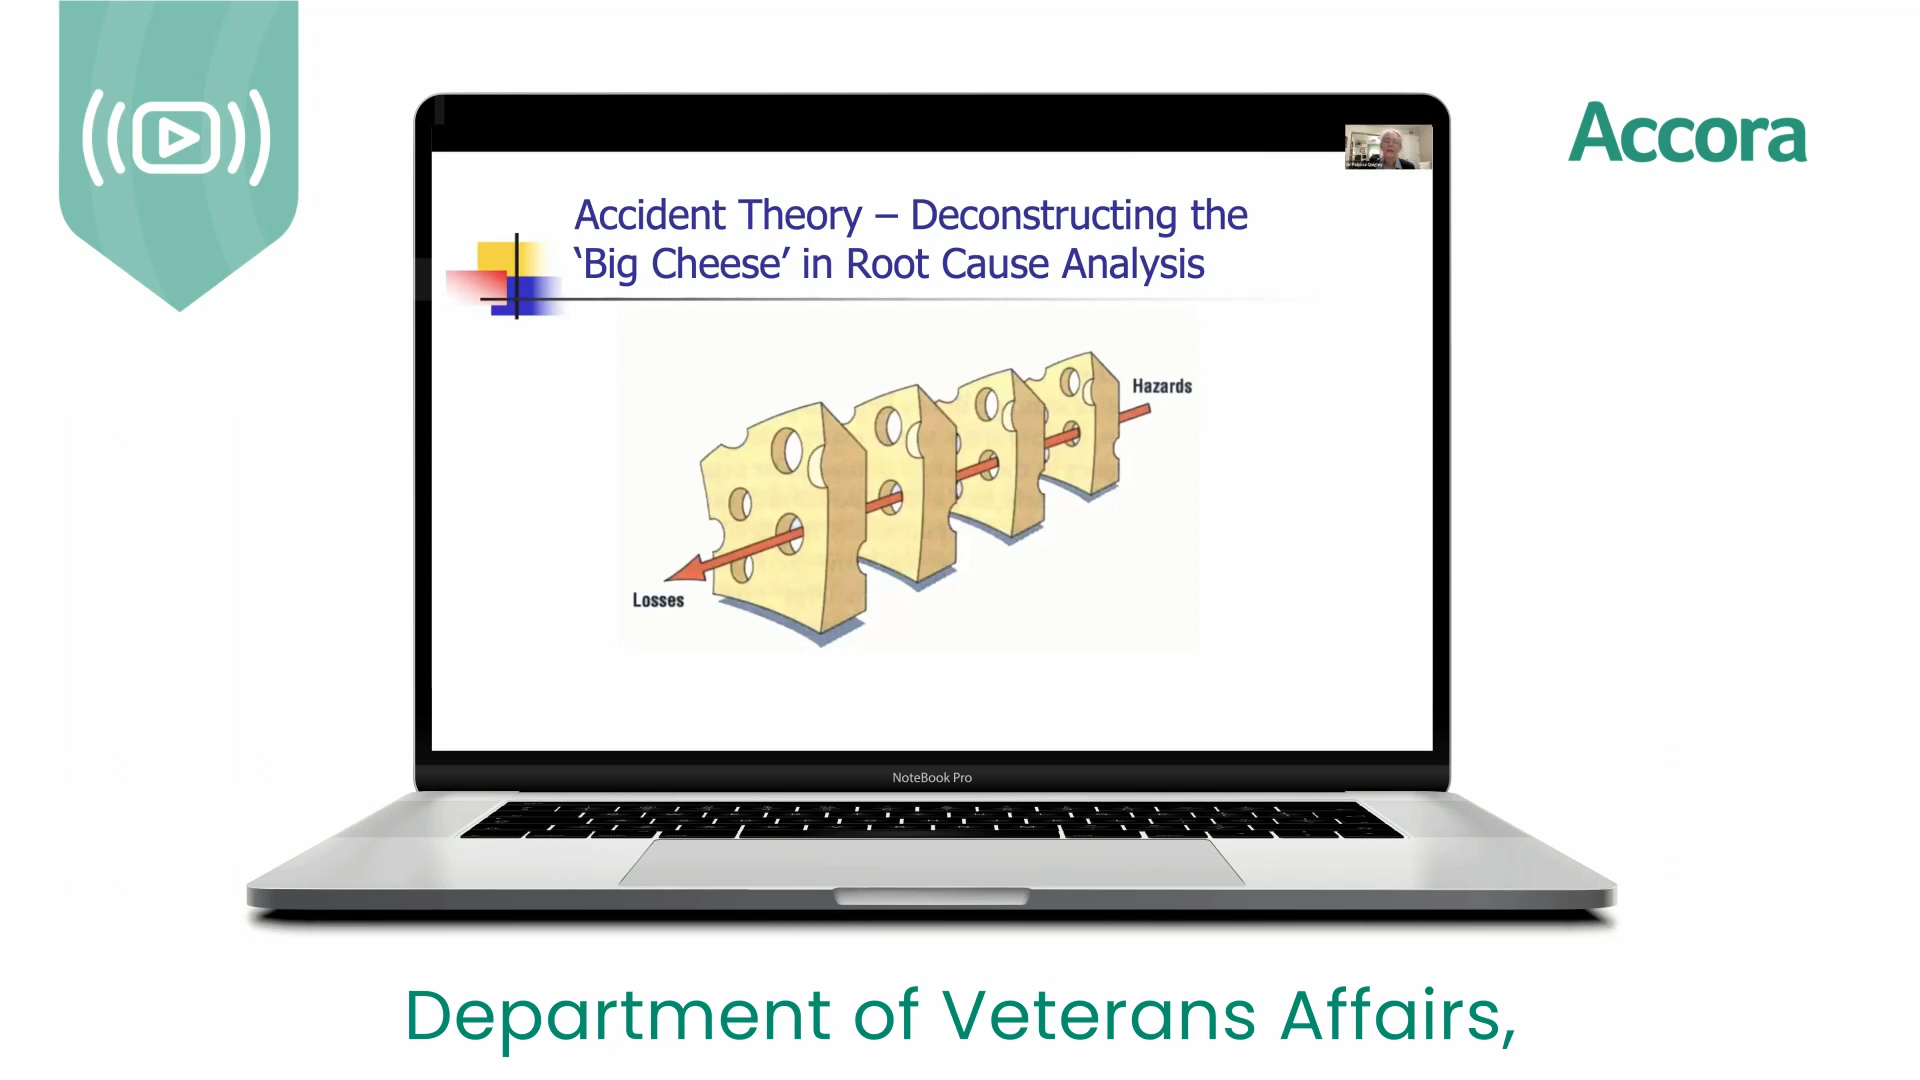 Accora
Accident Theory – Deconstructing the
‘Big Cheese’ in Root Cause Analysis
Hazards
Losses
NoteBook Pro
Department of Veterans Affairs,